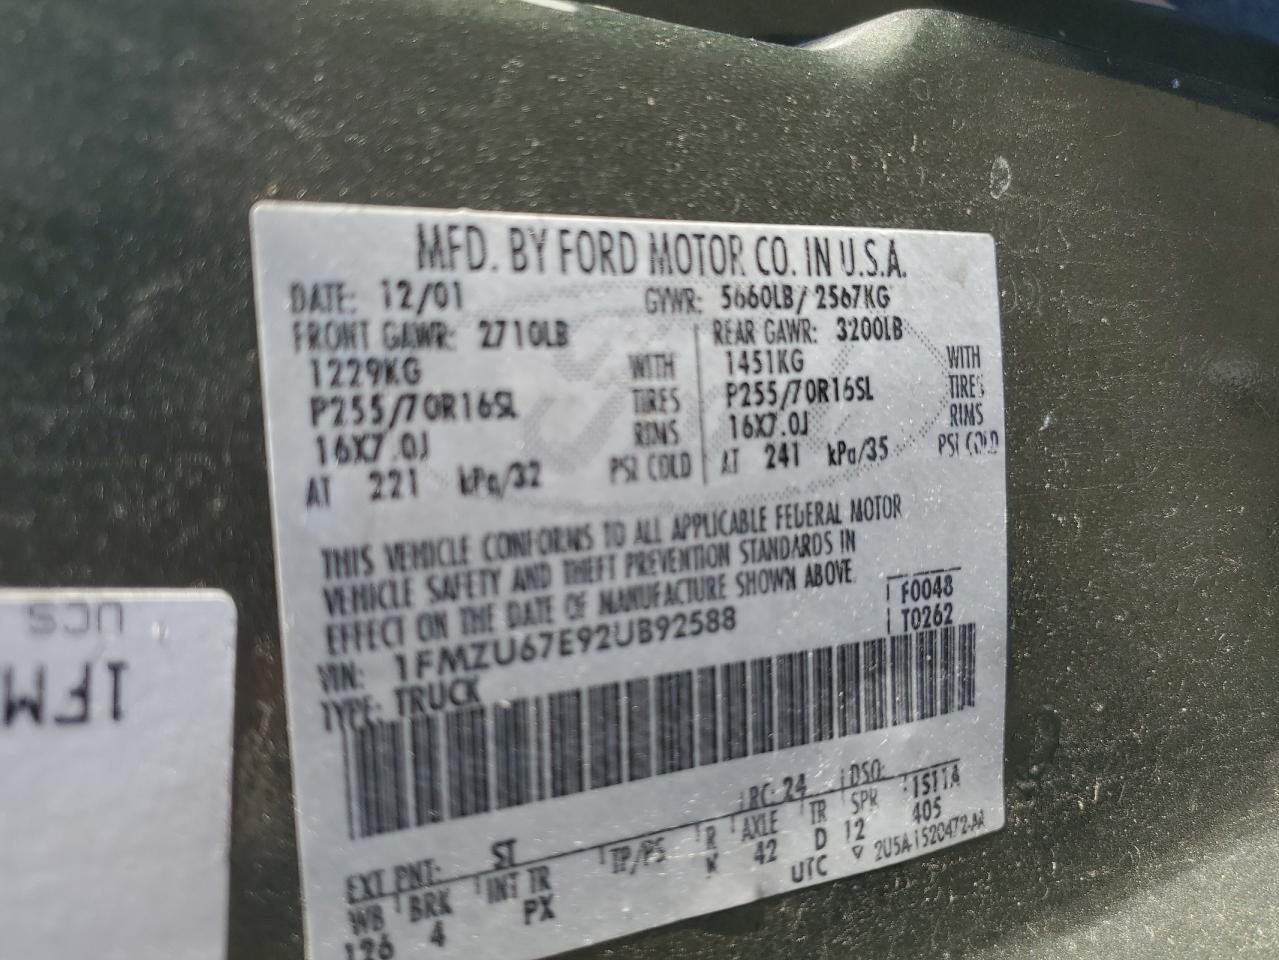 MFD. BY FORD MOTOR CO. IN U.S.A.
DATE: 12/01 GVWR: 5660LB/2567KG
FRONT GAWR: 2710LB REAR GAWR: 3200LB
1229KG WITH 1451KG WITH
P255/70R16SL TIRES P255/70R16SL TIRES
16X7.0J RIMS 16X7.0J RIMS
AT 221 kPa/32 PSI COLD AT 241 kPa/35 PSI COLD
THIS VEHICLE CONFORMS TO ALL APPLICABLE FEDERAL MOTOR
VEHICLE SAFETY AND THEFT PREVENTION STANDARDS IN
EFFECT ON THE DATE OF MANUFACTURE SHOWN ABOVE.
F0048
T0262
VIN: 1FMZU67E92UB92588
TYPE: TRUCK
EXT PNT: ST RC: 24 DSO:
WB BRK INT TR TP/PS R AXLE TR SPR 1511A
126 4 PX K 42 D 12 405
UTC ▽ 2U5A-1520472-AA
UCS
1FM